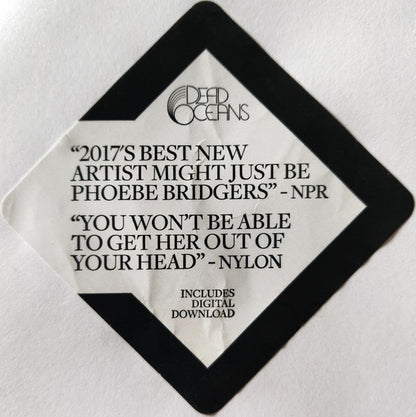 DEAD
OCEANS
“2017’S BEST NEW
ARTIST MIGHT JUST BE
PHOEBE BRIDGERS” – NPR
“YOU WON’T BE ABLE
TO GET HER OUT OF
YOUR HEAD” – NYLON
INCLUDES
DIGITAL
DOWNLOAD